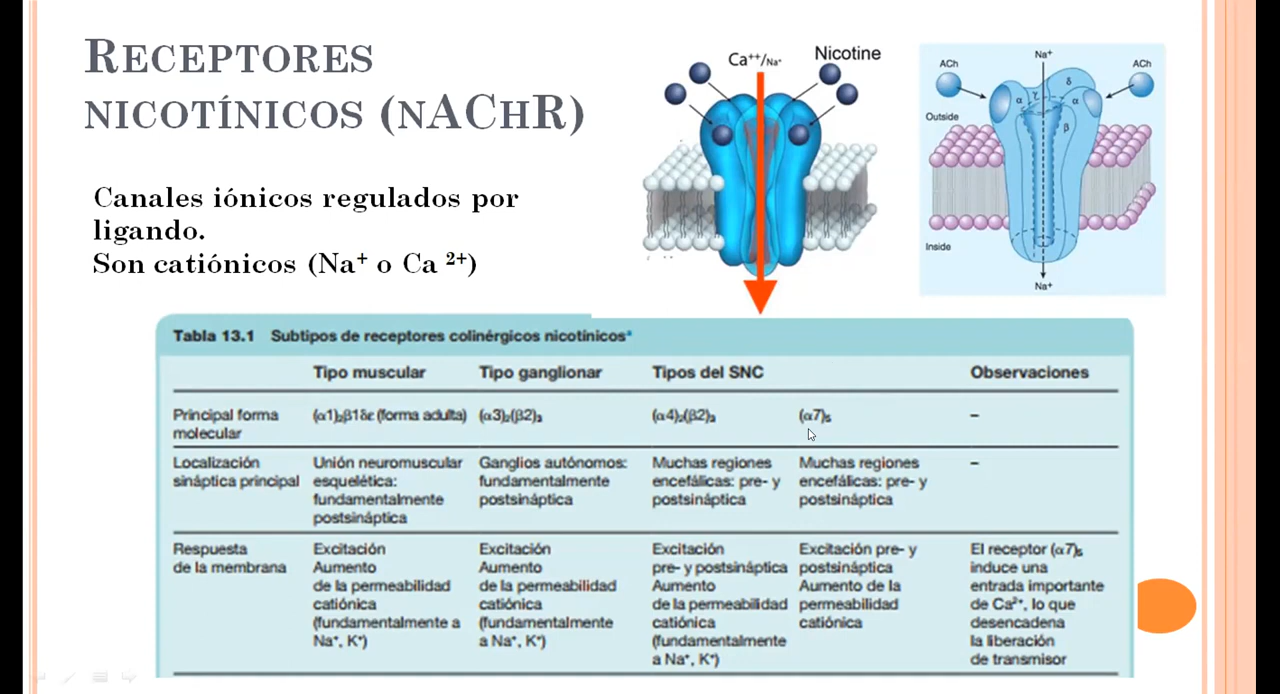 RECEPTORES
NICOTÍNICOS (NACHR)
Canales iónicos regulados por
ligando.
Son catiónicos (Na⁺ o Ca ²⁺)
Ca⁺⁺/Na⁺
Nicotine
Na⁺
ACh
ACh
δ
γ
α
α
β
Outside
Inside
Na⁺
Tabla 13.1 Subtipos de receptores colinérgicos nicotínicosª
Tipo muscular Tipo ganglionar Tipos del SNC Observaciones
Principal forma (α1)₂β1δε (forma adulta) (α3)₂(β2)₃ (α4)₂(β2)₃ (α7)₅ –
molecular
Localización Unión neuromuscular Ganglios autónomos: Muchas regiones Muchas regiones –
sináptica principal esquelética: fundamentalmente encefálicas: pre- y encefálicas: pre- y
fundamentalmente postsináptica postsináptica postsináptica
postsináptica
Respuesta Excitación Excitación Excitación Excitación pre- y El receptor (α7)₅
de la membrana Aumento Aumento pre- y postsináptica postsináptica induce una
de la permeabilidad de la permeabilidad Aumento Aumento de la entrada importante
catiónica catiónica de la permeabilidad permeabilidad de Ca²⁺, lo que
(fundamentalmente a (fundamentalmente catiónica catiónica desencadena
Na⁺, K⁺) a Na⁺, K⁺) (fundamentalmente la liberación
a Na⁺, K⁺) de transmisor